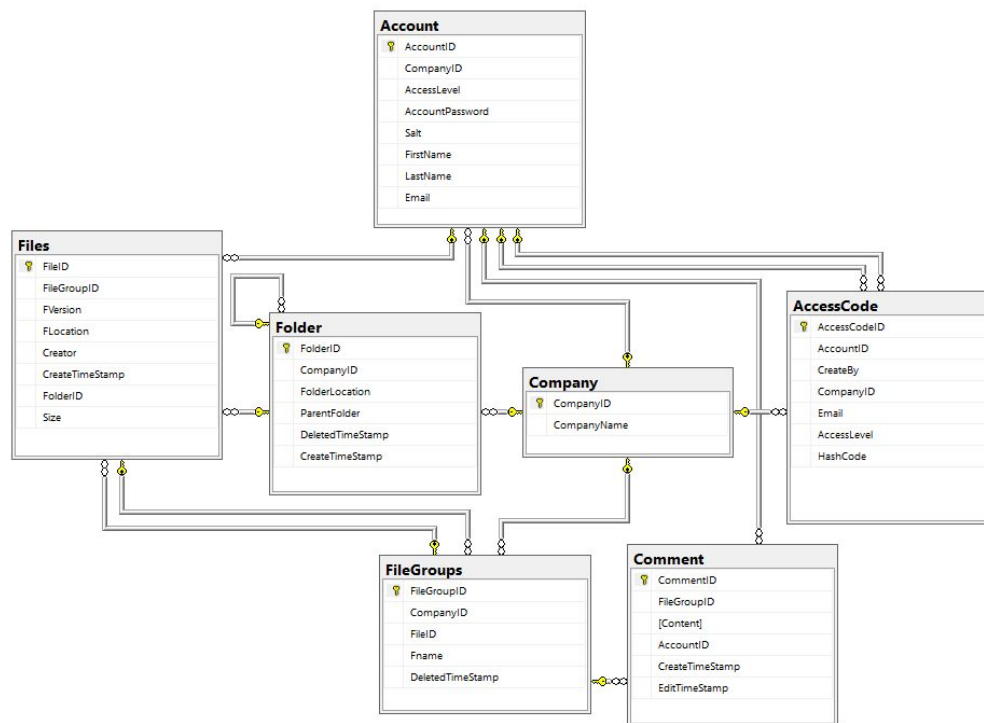 Account
AccountID
CompanyID
AccessLevel
AccountPassword
Salt
FirstName
LastName
Email
Files
FileID
FileGroupID
FVersion
FLocation
Creator
CreateTimeStamp
FolderID
Size
Folder
FolderID
CompanyID
FolderLocation
ParentFolder
DeletedTimeStamp
CreateTimeStamp
Company
CompanyID
CompanyName
AccessCode
AccessCodeID
AccountID
CreateBy
CompanyID
Email
AccessLevel
HashCode
FileGroups
FileGroupID
CompanyID
FileID
Fname
DeletedTimeStamp
Comment
CommentID
FileGroupID
[Content]
AccountID
CreateTimeStamp
EditTimeStamp